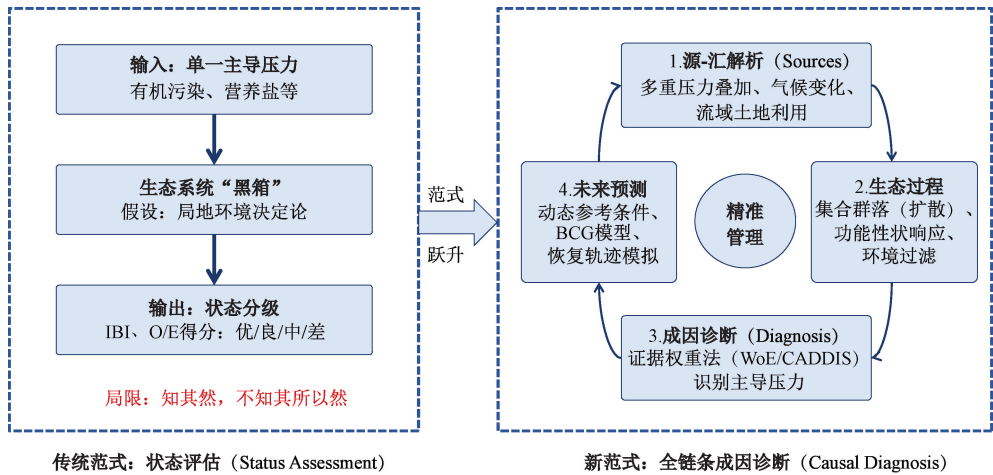 输入：单一主导压力
有机污染、营养盐等
生态系统“黑箱”
假设：局地环境决定论
输出：状态分级
IBI、O/E得分：优/良/中/差
局限：知其然，不知其所以然
传统范式：状态评估（Status Assessment）
范式
跃升
1.源-汇解析（Sources）
多重压力叠加、气候变化、
流域土地利用
2.生态过程
集合群落（扩散）、
功能性状响应、
环境过滤
3.成因诊断（Diagnosis）
证据权重法（WoE/CADDIS）
识别主导压力
4.未来预测
动态参考条件、
BCG模型、
恢复轨迹模拟
精准
管理
新范式：全链条成因诊断（Causal Diagnosis）